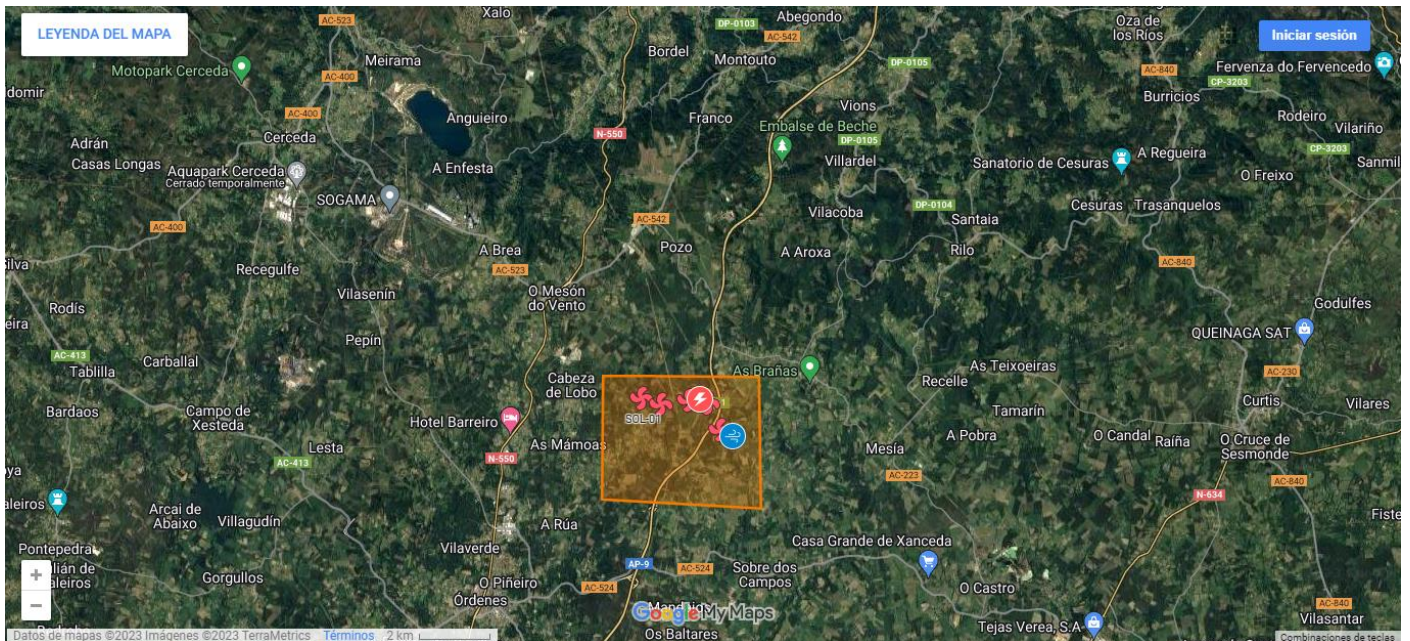 Xalo
AC-523
DP-0103
Abegondo
AC-542
Oza de
los Ríos
LEYENDA DEL MAPA
Iniciar sesión
Bordel
Montouto
Meirama
Motopark Cerceda
DP-0105
AC-840
Fervenza do Fervencedo
AC-400
CP-3203
Burricios
Vions
AC-400
Anguieiro
Franco
Rodeiro
N-550
Embalse de Beche
Vilariño
Cerceda
DP-0105
Adrán
CP-3203
Casas Longas
A Regueira
Villardel
Sanatorio de Cesuras
Aquapark Cerceda
Cerrado temporalmente
A Enfesta
O Freixo
SOGAMA
DP-0104
Cesuras
Trasanquelos
Vilacoba
AC-542
Santaia
AC-400
Pozo
A Brea
A Aroxa
Rilo
AC-840
Recegulfe
AC-523
O Mesón
do Vento
Vilasenín
Godulfes
Rodís
QUEINAGA SAT
Pepín
AC-413
Carballal
Tablilla
As Brañas
As Teixoeiras
AC-230
Cabeza
de Lobo
Recelle
Curtis
Vilares
Bardaos
Campo de
Xesteda
SOL-01
Tamarín
Hotel Barreiro
A Pobra
O Candal
Raíña
O Cruce de
Sesmonde
Lesta
As Mámoas
Mesía
AC-413
N-550
AC-223
AC-840
N-634
Arcai de
Abaixo
Villagudín
A Rúa
Pontepedra
Vilaverde
Casa Grande de Xanceda
AP-9
AC-524
Sobre dos
Campos
Gorgullos
O Piñeiro
AC-524
O Castro
Órdenes
AC-840
Google My Maps
Vilasantar
Tejas Verea, S.A
Os Baltares
Datos de mapas ©2023 Imágenes ©2023 TerraMetrics
Términos
2 km
Combinaciones de teclas